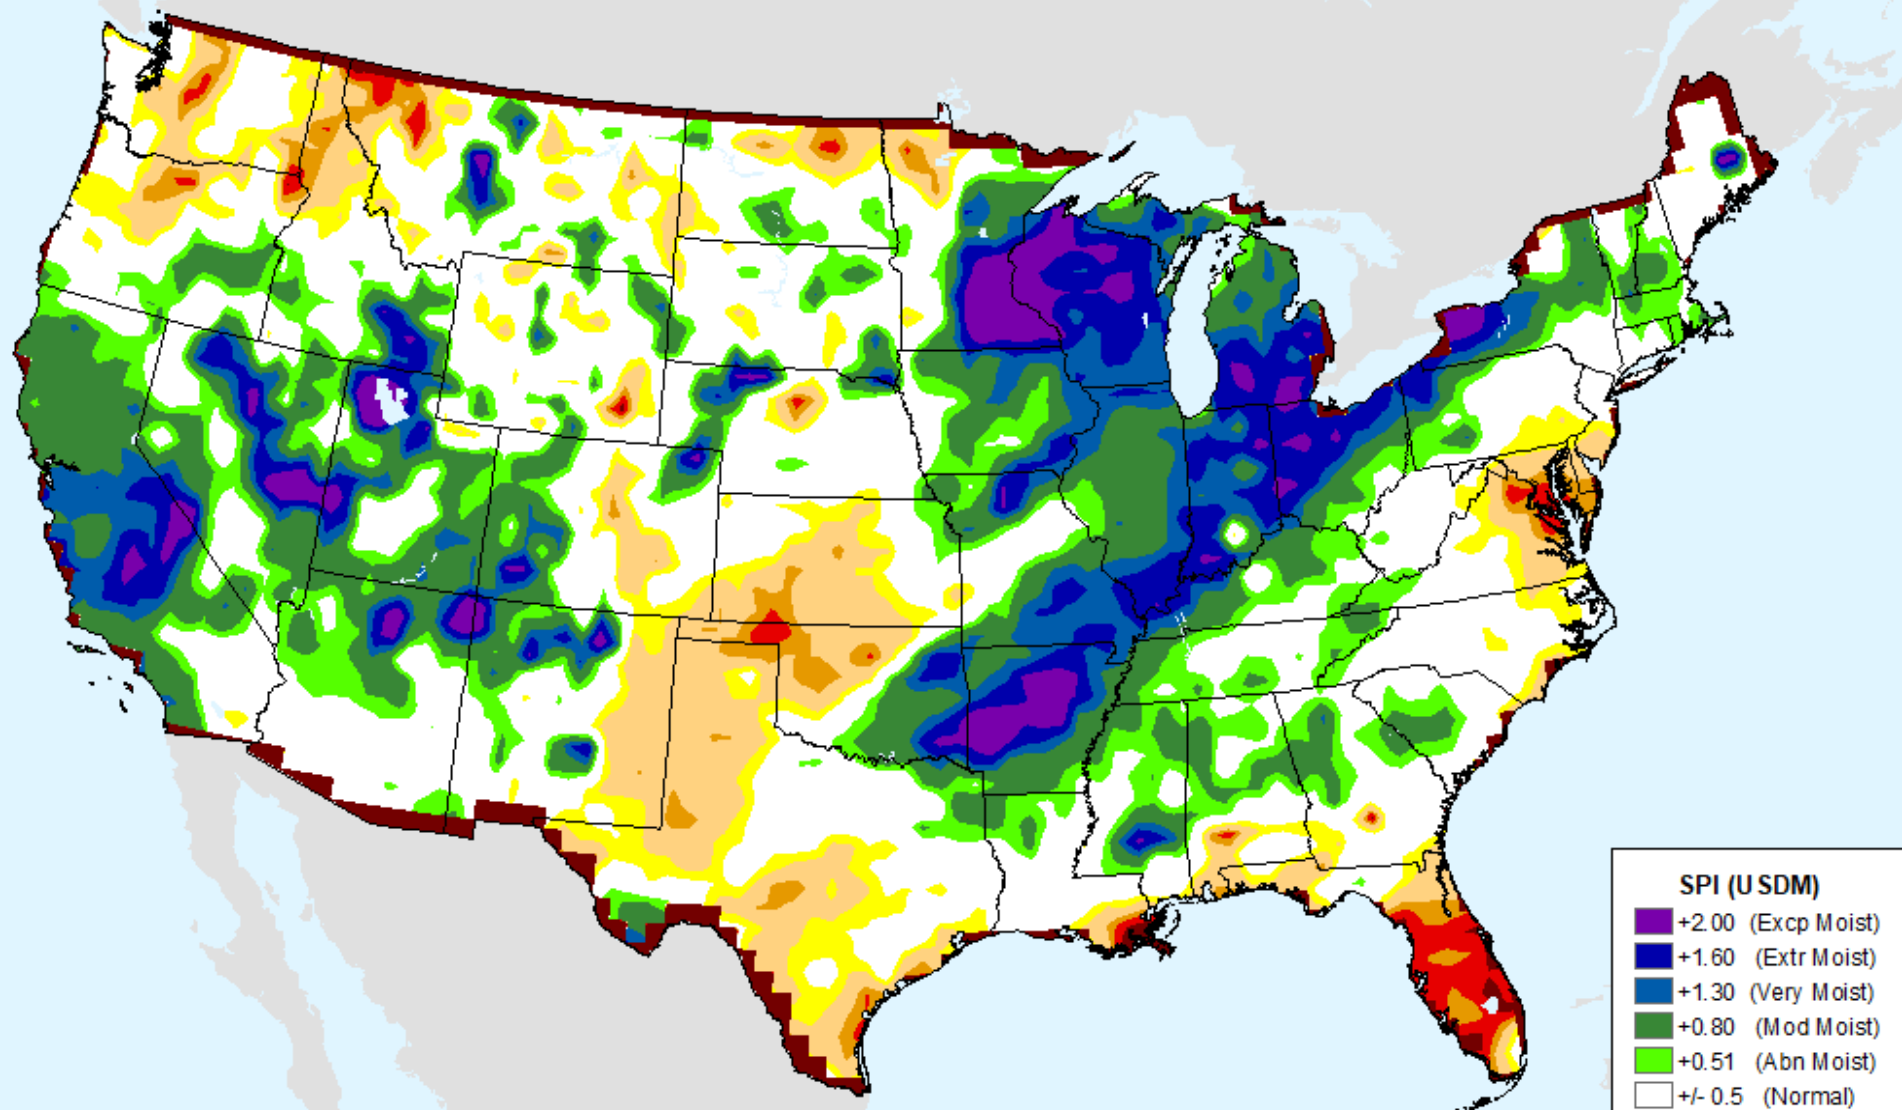 SPI (USDM)
+2.00 (Excp Moist)
+1.60 (Extr Moist)
+1.30 (Very Moist)
+0.80 (Mod Moist)
+0.51 (Abn Moist)
+/- 0.5 (Normal)